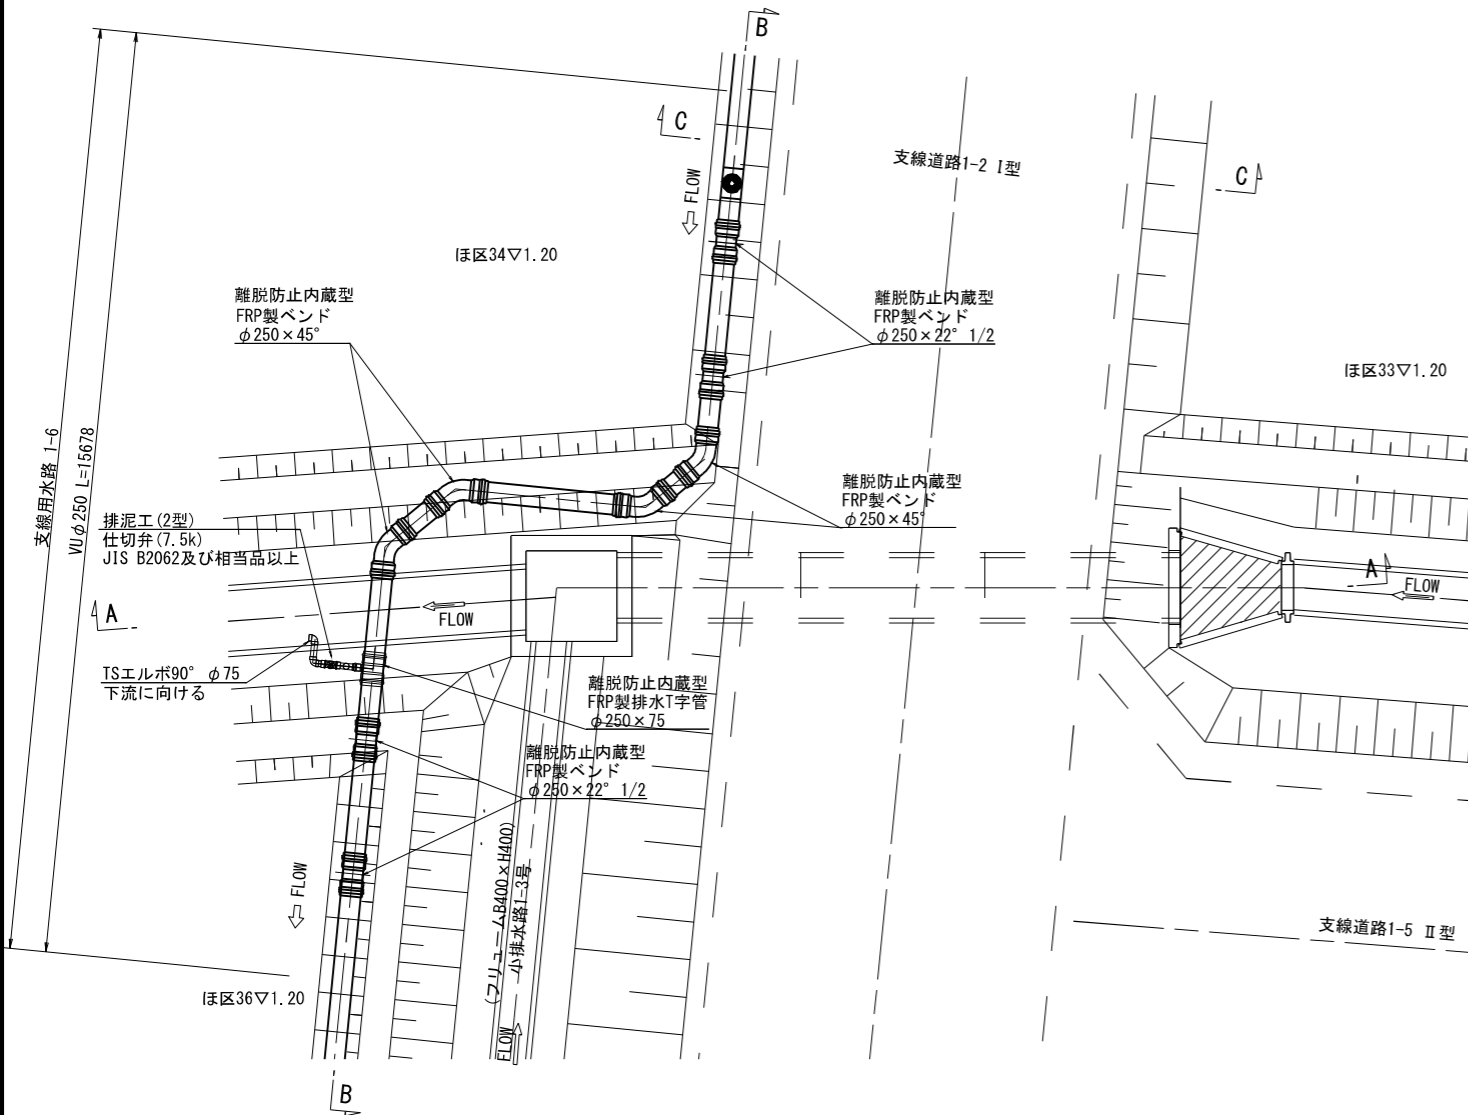 B
C
支線道路1-2 Ⅰ型
C
FLOW
ほ区34▽1.20
離脱防止内蔵型
FRP製ベンド
φ250×45°
離脱防止内蔵型
FRP製ベンド
φ250×22° 1/2
ほ区33▽1.20
支線用水路 1-6
VUφ250 L=15678
離脱防止内蔵型
FRP製ベンド
φ250×45°
排泥工(2型)
仕切弁(7.5k)
JIS B2062及び相当品以上
A
FLOW
A
FLOW
TSエルボ90° φ75
下流に向ける
離脱防止内蔵型
FRP製排水T字管
φ250×75
離脱防止内蔵型
FRP製ベンド
φ250×22° 1/2
FLOW
(フリュームB400×H400)
小排水路1-3号
FLOW
支線道路1-5 Ⅱ型
ほ区36▽1.20
B